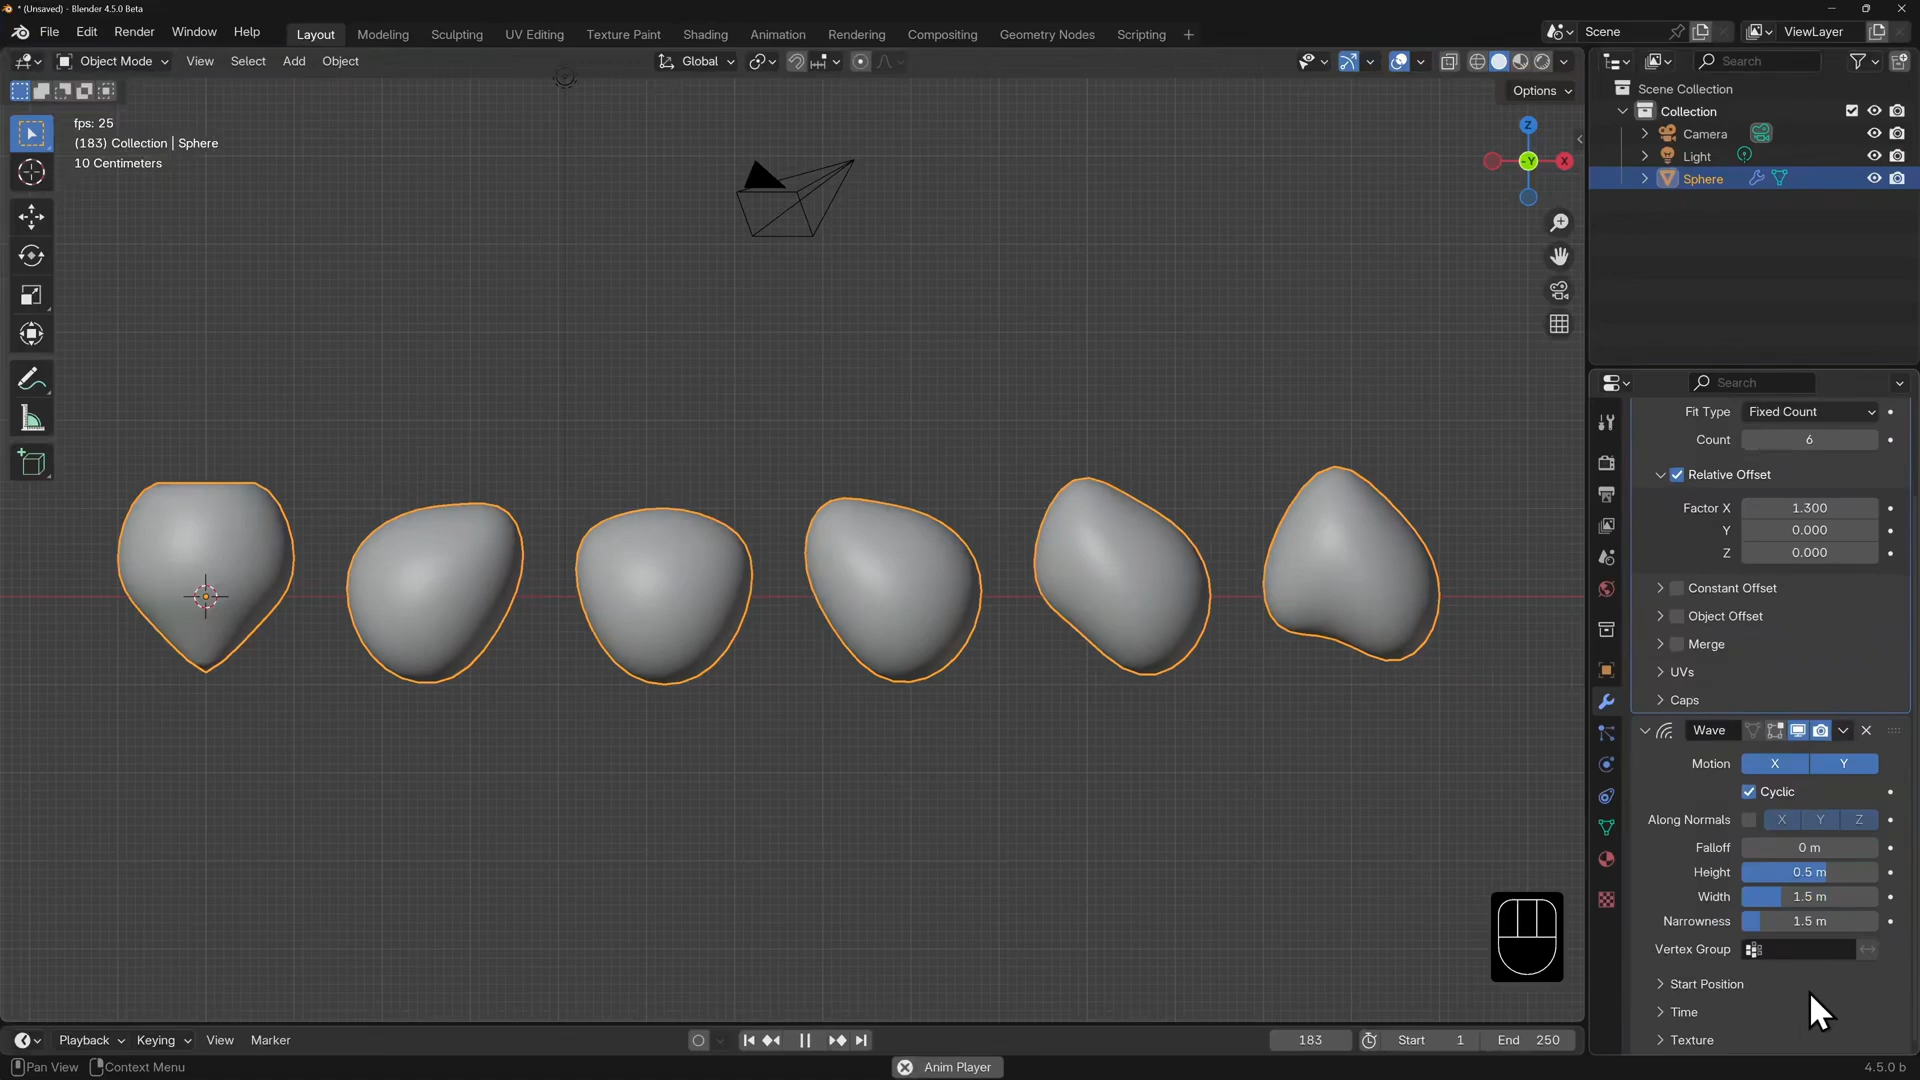 * (Unsaved) - Blender 4.5.0 Beta
File Edit Render Window Help
Layout Modeling Sculpting UV Editing Texture Paint Shading Animation Rendering Compositing Geometry Nodes Scripting +
Scene ViewLayer
Object Mode View Select Add Object
Global
Options
Search
fps: 25
(183) Collection | Sphere
10 Centimeters
Z
-Y
X
Scene Collection
Collection
Camera
Light
Sphere
Search
Fit Type Fixed Count
Count 6
Relative Offset
Factor X 1.300
Y 0.000
Z 0.000
Constant Offset
Object Offset
Merge
UVs
Caps
Wave
Motion X Y
Cyclic
Along Normals X Y Z
Falloff 0 m
Height 0.5 m
Width 1.5 m
Narrowness 1.5 m
Vertex Group
Start Position
Time
Texture
Playback Keying View Marker
183 Start 1 End 250
Pan View Context Menu
Anim Player
4.5.0 b